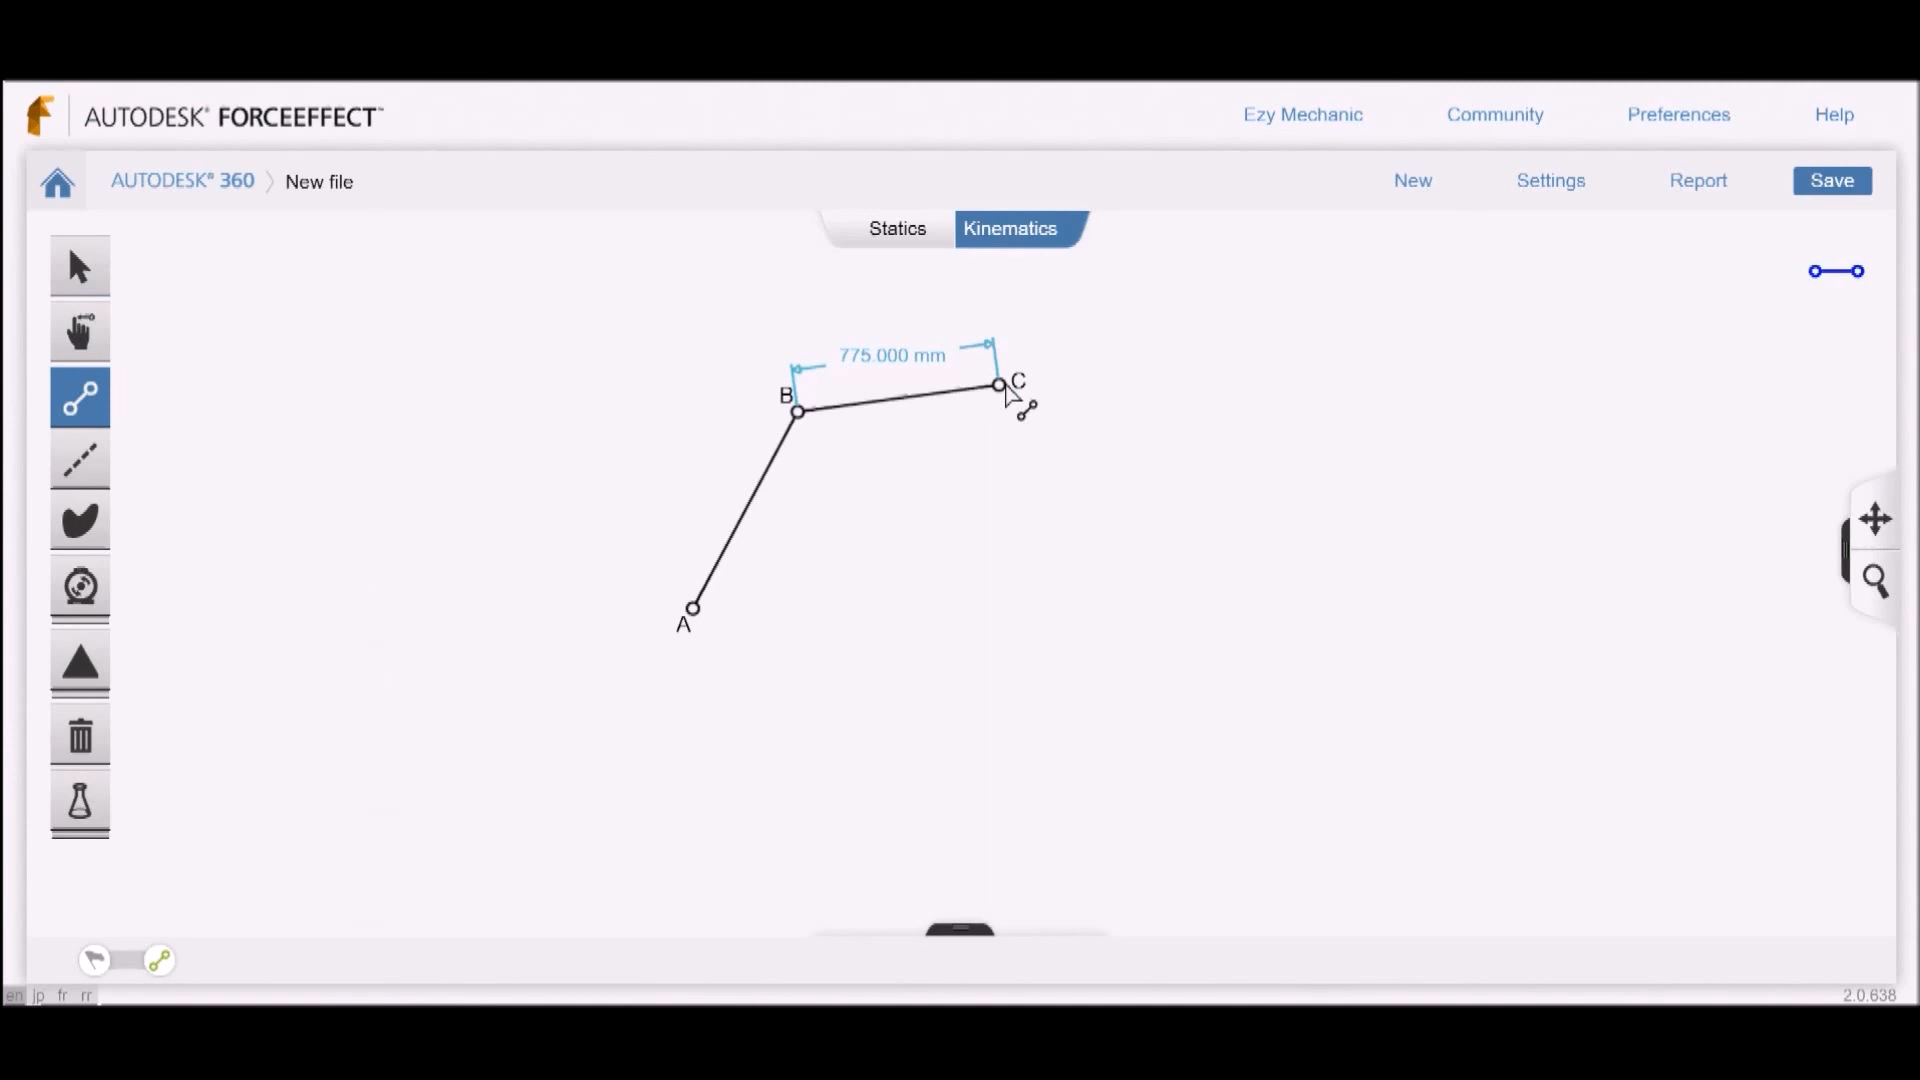 AUTODESK® FORCEEFFECT™
Ezy Mechanic Community Preferences Help
AUTODESK® 360 New file
New Settings Report Save
Statics Kinematics
775.000 mm
B
C
A
en jp fr rr
2.0.638